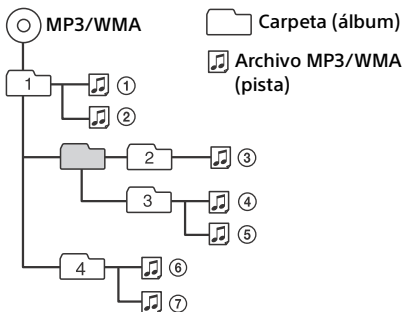 MP3/WMA
Carpeta (álbum)
Archivo MP3/WMA
(pista)
1
①
②
2
③
3
④
⑤
4
⑥
⑦